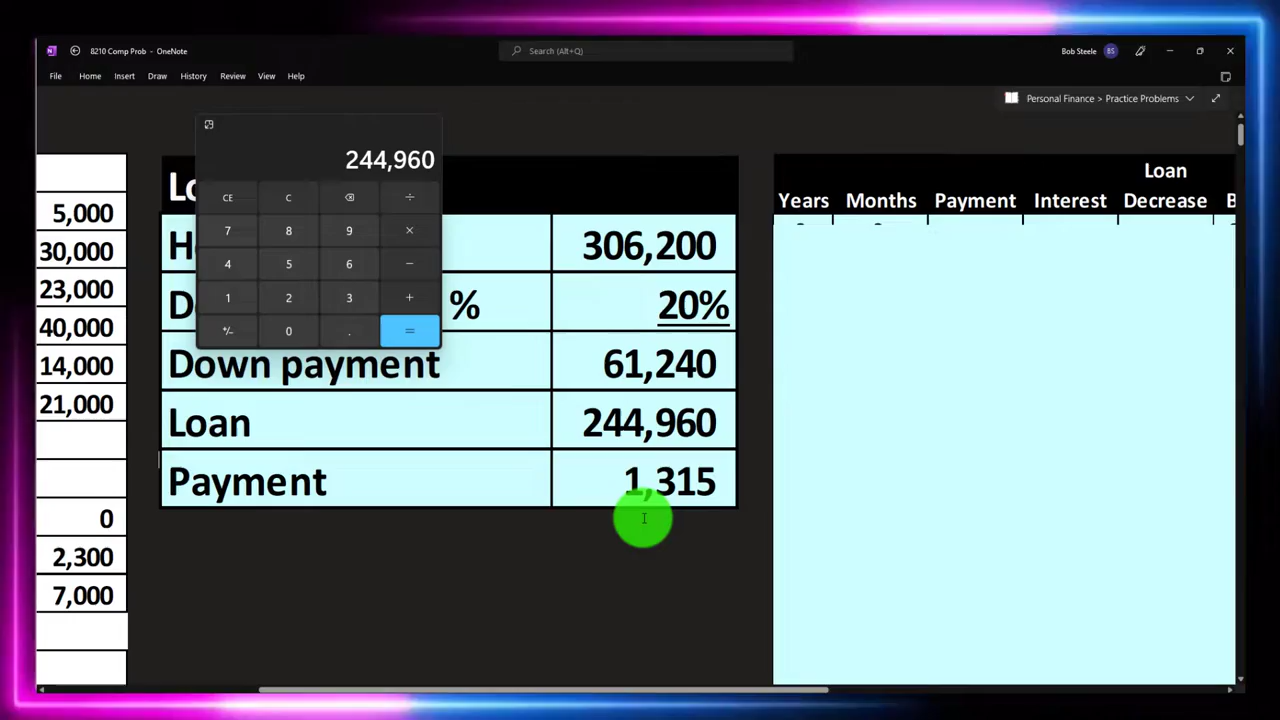 8210 Comp Prob - OneNote
Search (Alt+Q)
Bob Steele
BS
File Home Insert Draw History Review View Help
Personal Finance > Practice Problems
244,960
CE C ⌫ ÷
7 8 9 ×
4 5 6 −
1 2 3 +
+/− 0 . =
5,000
30,000
23,000
40,000
14,000
21,000
0
2,300
7,000
Lo
H 306,200
D % 20%
Down payment 61,240
Loan 244,960
Payment 1,315
Loan
Years Months Payment Interest Decrease B